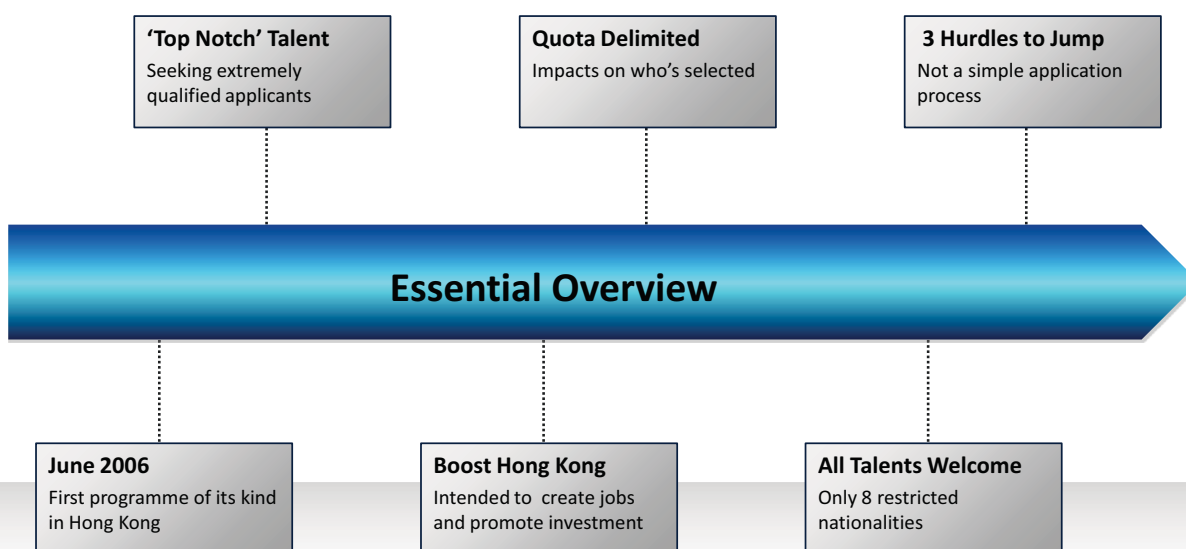 ‘Top Notch’ Talent
Seeking extremely
qualified applicants
Quota Delimited
Impacts on who’s selected
3 Hurdles to Jump
Not a simple application
process
Essential Overview
June 2006
First programme of its kind
in Hong Kong
Boost Hong Kong
Intended to create jobs
and promote investment
All Talents Welcome
Only 8 restricted
nationalities